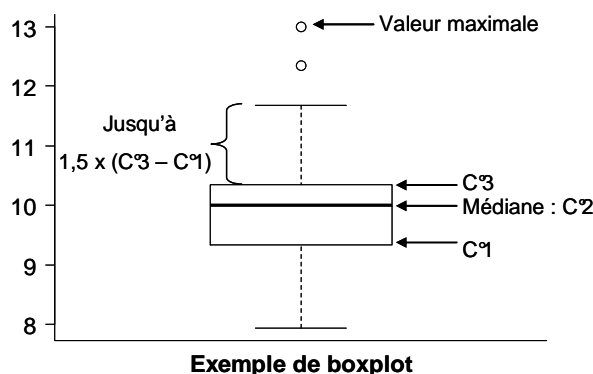 13
Valeur maximale
12
Jusqu'à
1,5 x (C°3 – C°1)
11
C°3
10
Médiane : C°2
C°1
9
8
Exemple de boxplot